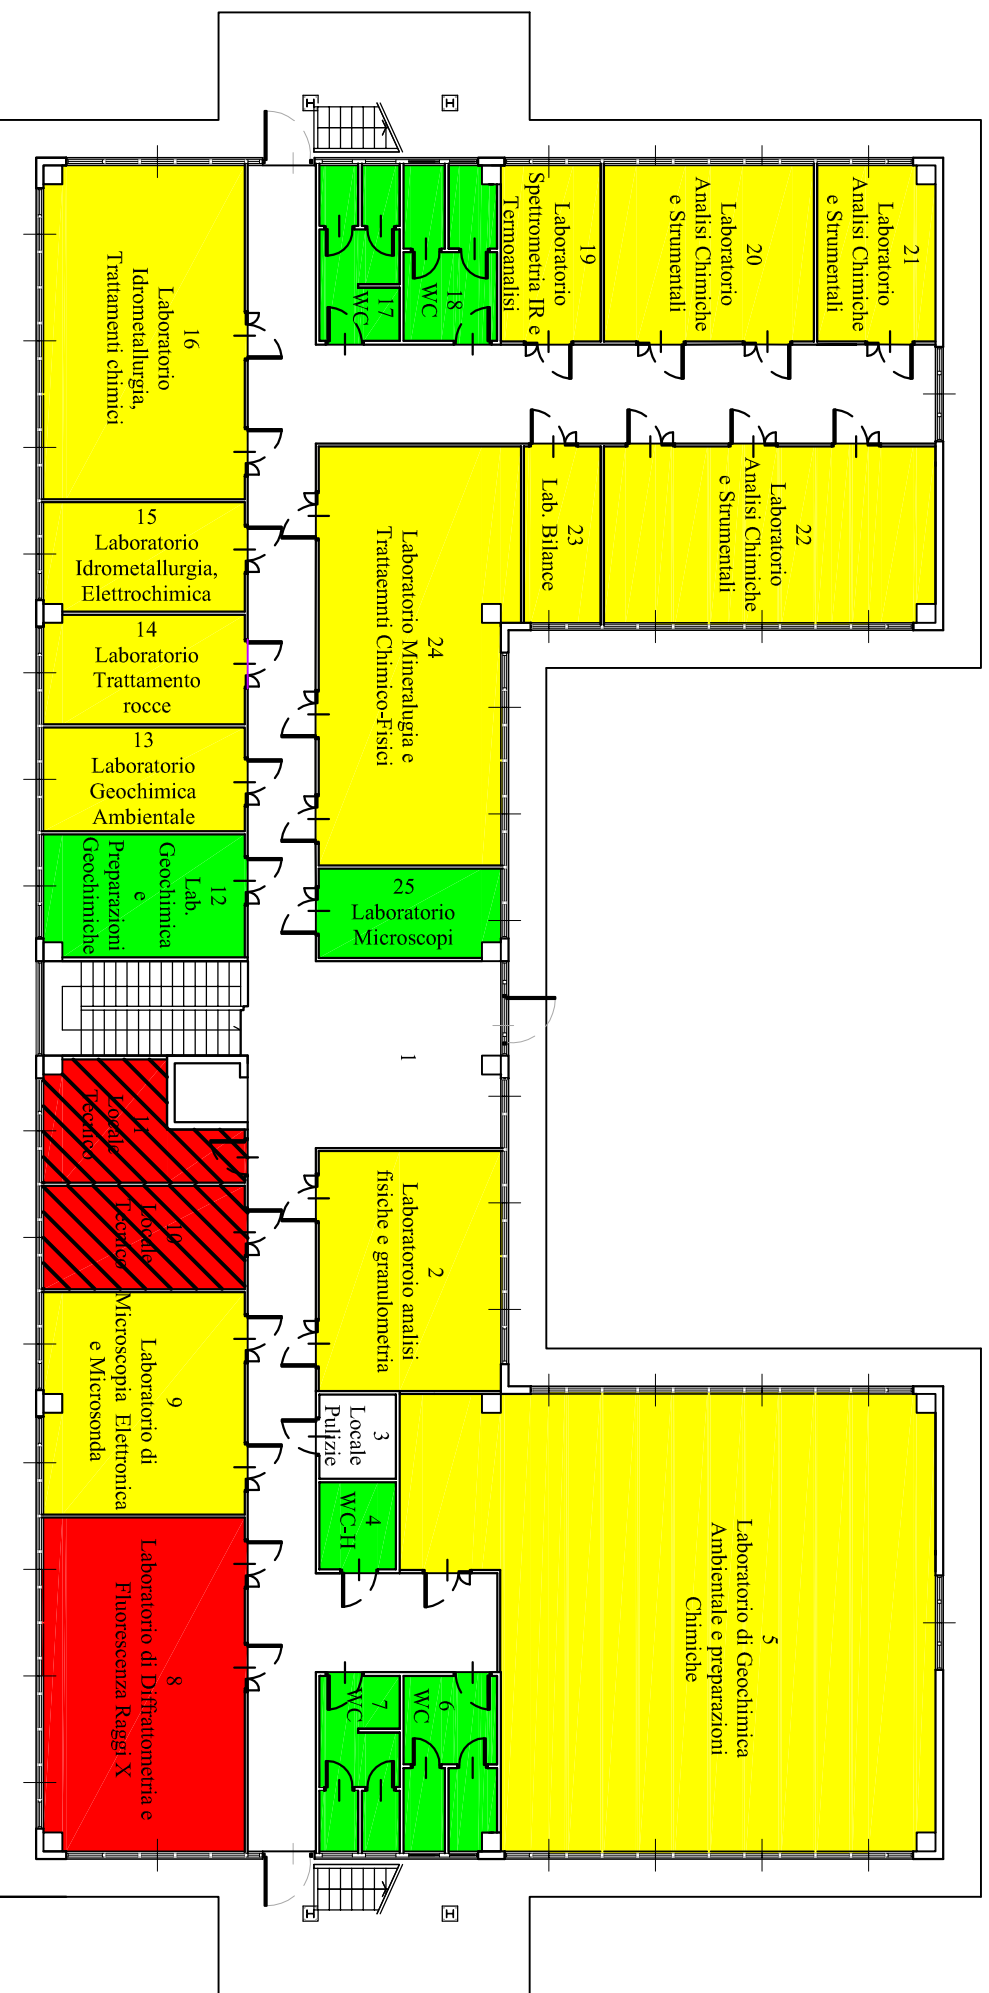 21
Laboratorio
Analisi Chimiche
e Strumentali
20
Laboratorio
Analisi Chimiche
e Strumentali
19
Laboratorio
Spettrometria IR e
Termoanalisi
18
WC
17
WC
16
Laboratorio
Idrometallurgia,
Trattamenti chimici
22
Laboratorio
Analisi Chimiche
e Strumentali
23
Lab. Bilance
24
Laboratorio Mineralugia e
Trattaemnti Chimico-Fisici
15
Laboratorio
Idrometallurgia,
Elettrochimica
14
Laboratorio
Trattamento
rocce
13
Laboratorio
Geochimica
Ambientale
12
Lab.
Geochimica
e
Preparazioni
Geochimiche
25
Laboratorio
Microscopi
1
11
Locale
Tecnico
10
Locale
Tecnico
2
Laboratoroio analisi
fisiche e granulometria
9
Laboratorio di
Microscopia Elettronica
e Microsonda
3
Locale
Pulizie
4
WC-H
5
Laboratorio di Geochimica
Ambientale e preparazioni
Chimiche
8
Laboratorio di Diffrattometria e
Fluorescenza Raggi X
7
WC
6
WC